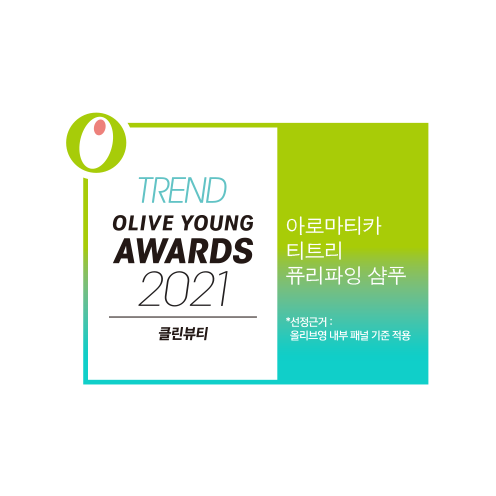 TREND
OLIVE YOUNG
AWARDS
2021
클린뷰티
아로마티카
티트리
퓨리파잉 샴푸
*선정근거 :
올리브영 내부 패널 기준 적용